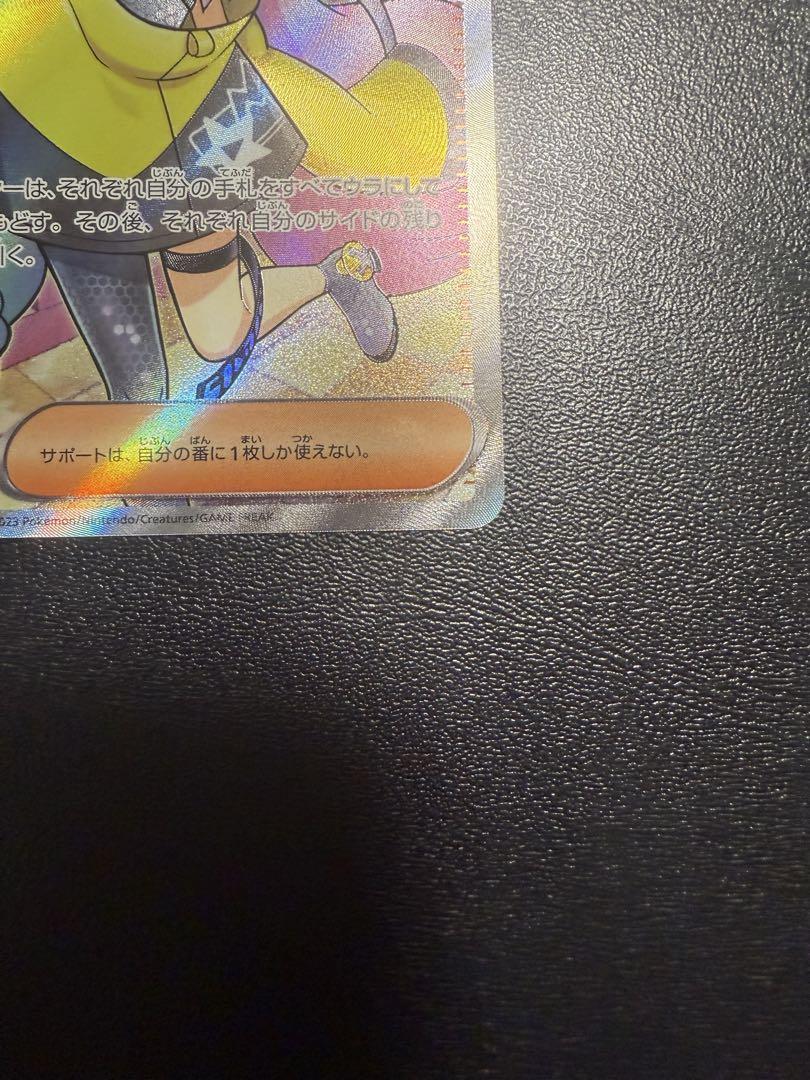 ーは、それぞれ自分の手札をすべてウラにして
もどす。その後、それぞれ自分のサイドの残り
引く。
サポートは、自分の番に1枚しか使えない。
023 Pokémon/Nintendo/Creatures/GAME FREAK